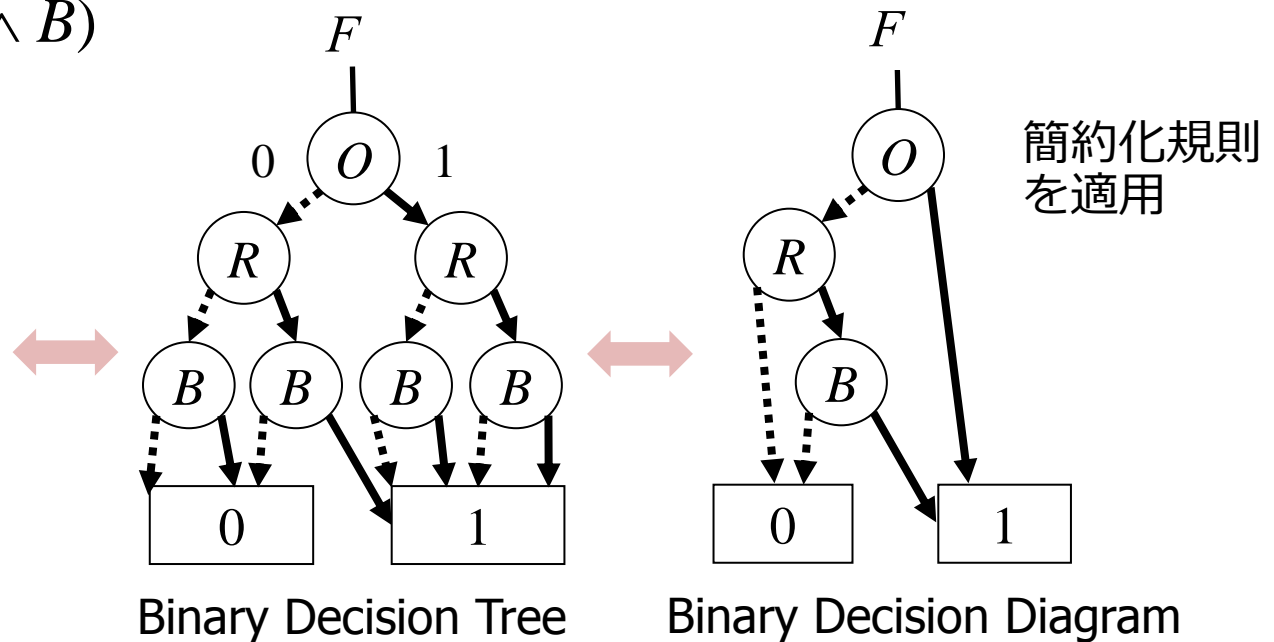 ∧ B)
F
0 O 1
R R
B B B B
0 1
Binary Decision Tree
F
O
R
B
0 1
Binary Decision Diagram
簡約化規則
を適用